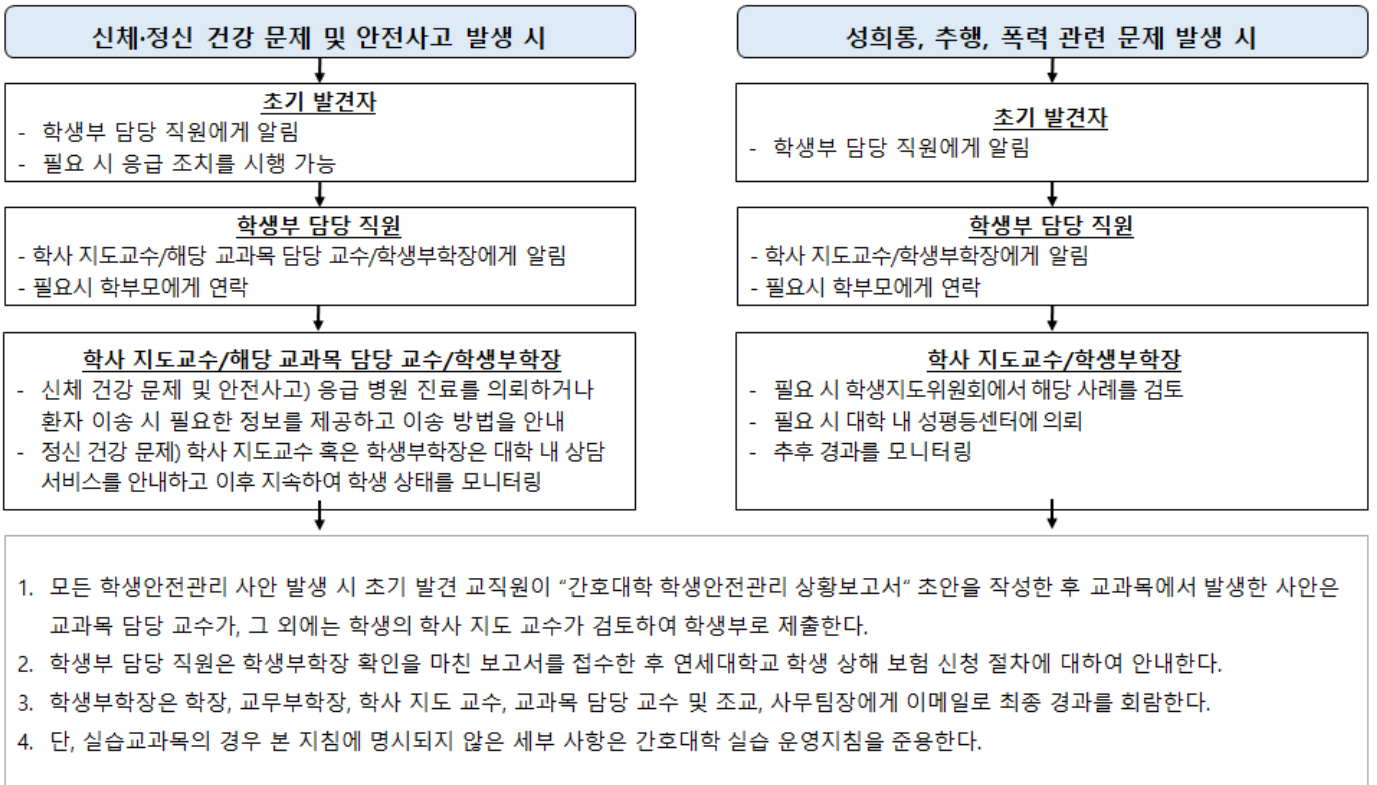 신체·정신 건강 문제 및 안전사고 발생 시
초기 발견자
- 학생부 담당 직원에게 알림
- 필요 시 응급 조치를 시행 가능
학생부 담당 직원
- 학사 지도교수/해당 교과목 담당 교수/학생부학장에게 알림
- 필요시 학부모에게 연락
학사 지도교수/해당 교과목 담당 교수/학생부학장
- 신체 건강 문제 및 안전사고) 응급 병원 진료를 의뢰하거나
환자 이송 시 필요한 정보를 제공하고 이송 방법을 안내
- 정신 건강 문제) 학사 지도교수 혹은 학생부학장은 대학 내 상담
서비스를 안내하고 이후 지속하여 학생 상태를 모니터링
성희롱, 추행, 폭력 관련 문제 발생 시
초기 발견자
- 학생부 담당 직원에게 알림
학생부 담당 직원
- 학사 지도교수/학생부학장에게 알림
- 필요시 학부모에게 연락
학사 지도교수/학생부학장
- 필요 시 학생지도위원회에서 해당 사례를 검토
- 필요 시 대학 내 성평등센터에 의뢰
- 추후 경과를 모니터링
1. 모든 학생안전관리 사안 발생 시 초기 발견 교직원이 “간호대학 학생안전관리 상황보고서“ 초안을 작성한 후 교과목에서 발생한 사안은
교과목 담당 교수가, 그 외에는 학생의 학사 지도 교수가 검토하여 학생부로 제출한다.
2. 학생부 담당 직원은 학생부학장 확인을 마친 보고서를 접수한 후 연세대학교 학생 상해 보험 신청 절차에 대하여 안내한다.
3. 학생부학장은 학장, 교무부학장, 학사 지도 교수, 교과목 담당 교수 및 조교, 사무팀장에게 이메일로 최종 경과를 회람한다.
4. 단, 실습교과목의 경우 본 지침에 명시되지 않은 세부 사항은 간호대학 실습 운영지침을 준용한다.